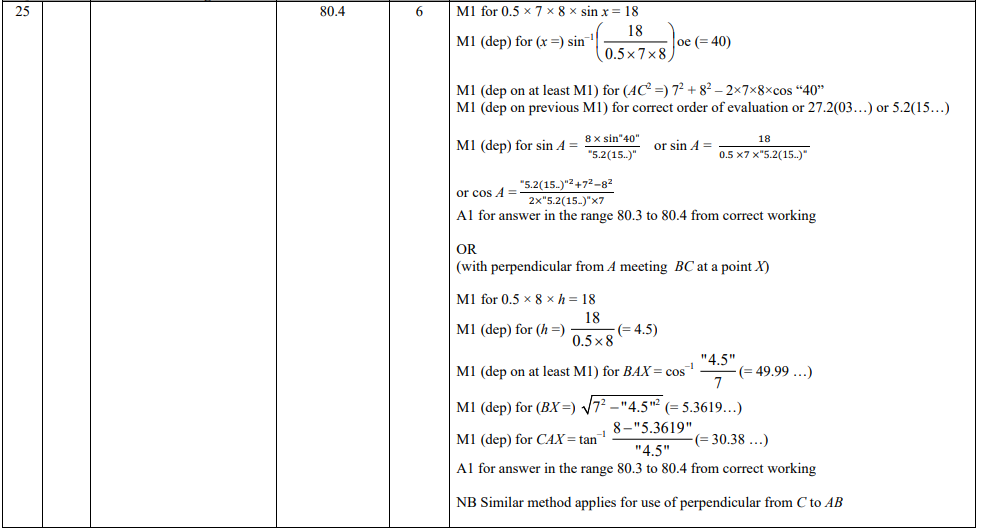 25 80.4 6 M1 for 0.5 × 7 × 8 × sin x = 18
M1 (dep) for (x =) sin⁻¹(18 / (0.5 × 7 × 8)) oe (= 40)
M1 (dep on at least M1) for (AC² =) 7² + 8² – 2×7×8×cos “40”
M1 (dep on previous M1) for correct order of evaluation or 27.2(03…) or 5.2(15…)
M1 (dep) for sin A = (8 × sin"40") / ("5.2(15..)") or sin A = 18 / (0.5 ×7 ×"5.2(15..)")
or cos A = ("5.2(15..)"²+7²−8²) / (2×"5.2(15..)"×7)
A1 for answer in the range 80.3 to 80.4 from correct working
OR
(with perpendicular from A meeting BC at a point X)
M1 for 0.5 × 8 × h = 18
M1 (dep) for (h =) 18 / (0.5 × 8) (= 4.5)
M1 (dep on at least M1) for BAX = cos⁻¹ "4.5" / 7 (= 49.99 …)
M1 (dep) for (BX =) √(7² – "4.5"²) (= 5.3619…)
M1 (dep) for CAX = tan⁻¹ (8 – "5.3619") / "4.5" (= 30.38 …)
A1 for answer in the range 80.3 to 80.4 from correct working
NB Similar method applies for use of perpendicular from C to AB